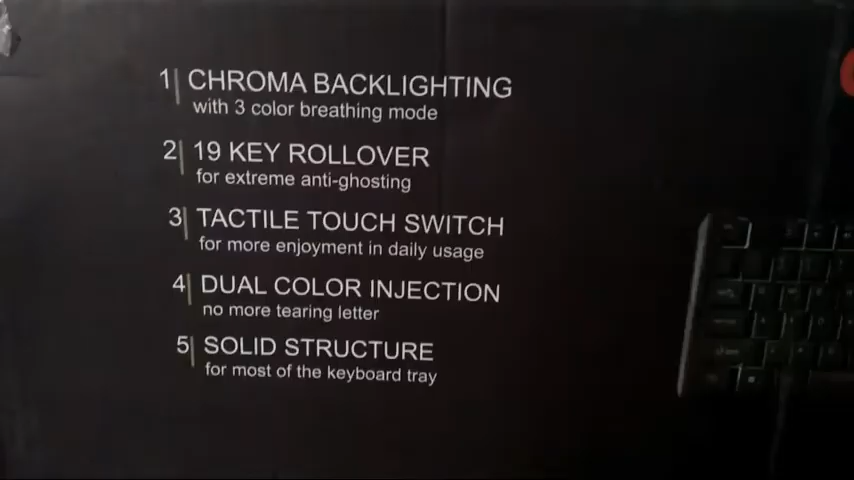 1| CHROMA BACKLIGHTING
with 3 color breathing mode
2| 19 KEY ROLLOVER
for extreme anti-ghosting
3| TACTILE TOUCH SWITCH
for more enjoyment in daily usage
4| DUAL COLOR INJECTION
no more tearing letter
5| SOLID STRUCTURE
for most of the keyboard tray